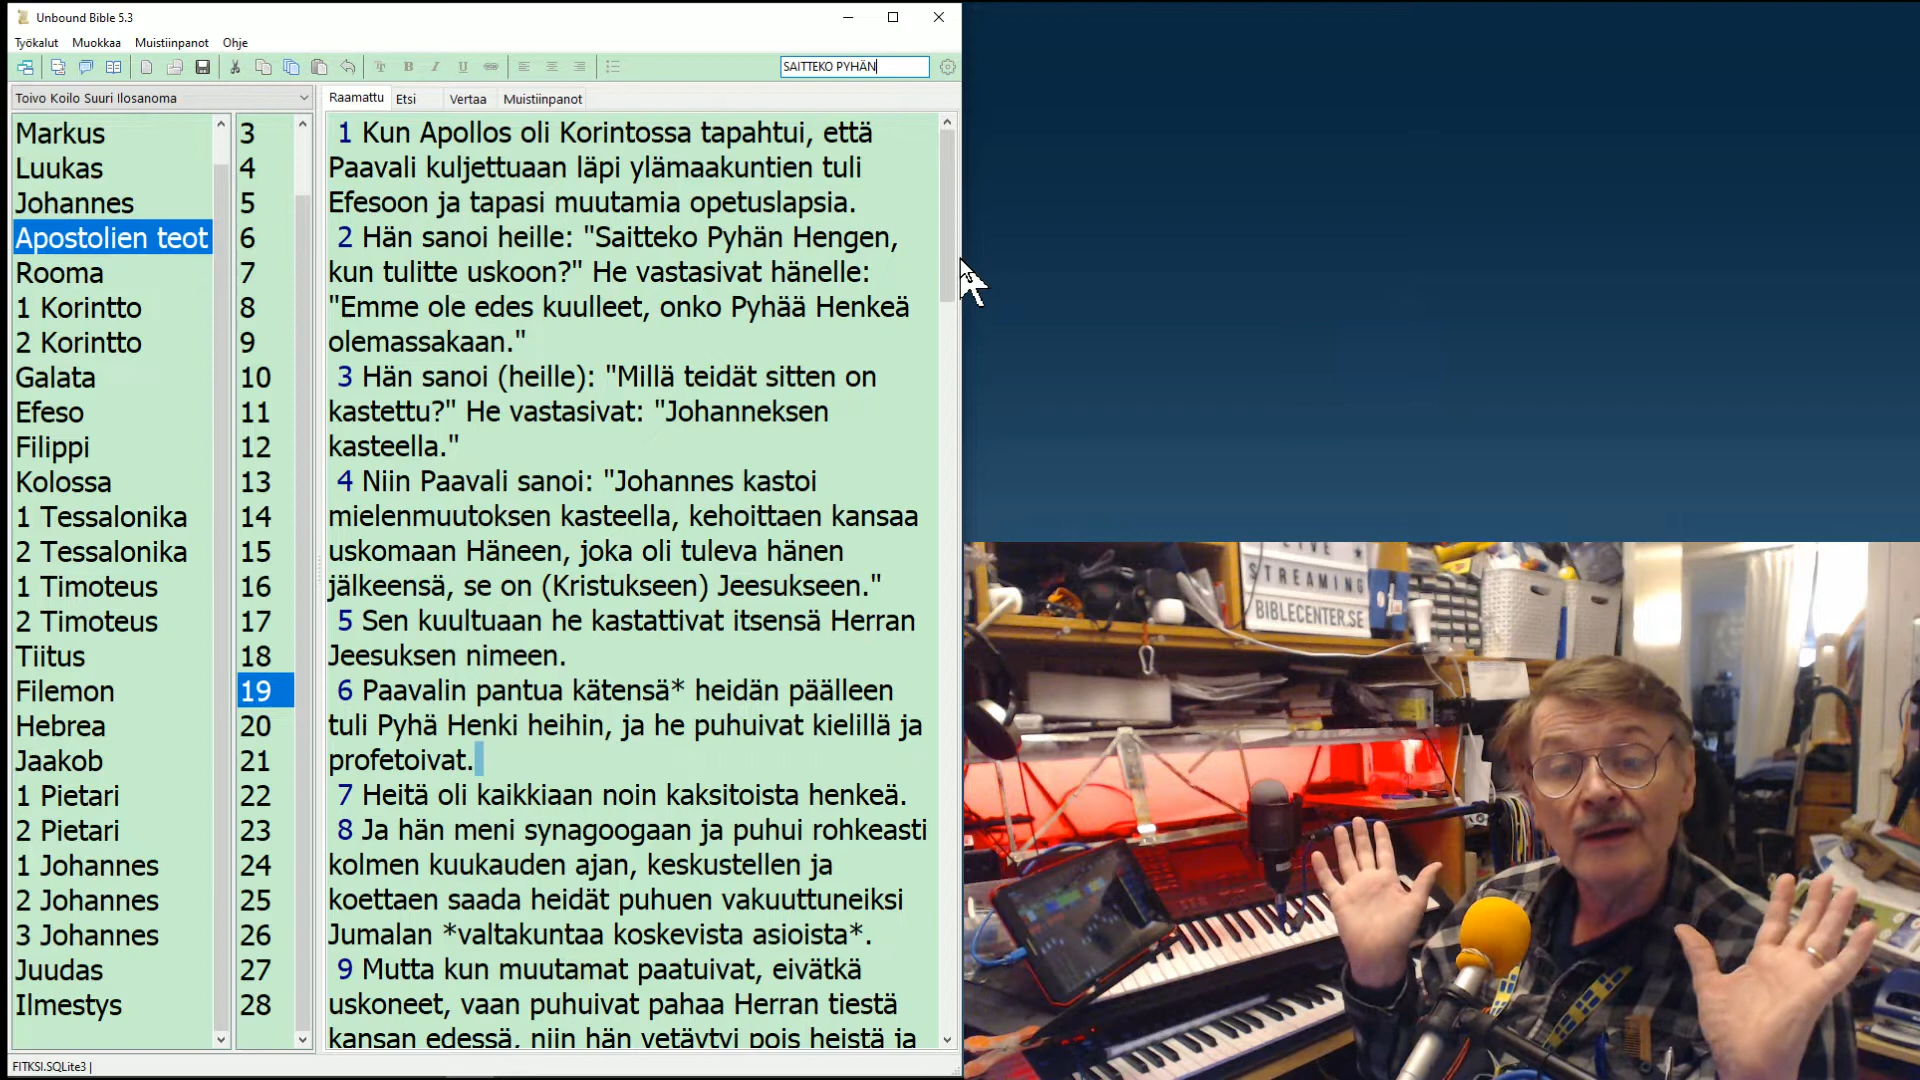 Unbound Bible 5.3
Työkalut Muokkaa Muistiinpanot Ohje
SAITTEKO PYHÄN
Toivo Koilo Suuri Ilosanoma
Raamattu Etsi Vertaa Muistiinpanot
Markus
Luukas
Johannes
Apostolien teot
Rooma
1 Korintto
2 Korintto
Galata
Efeso
Filippi
Kolossa
1 Tessalonika
2 Tessalonika
1 Timoteus
2 Timoteus
Tiitus
Filemon
Hebrea
Jaakob
1 Pietari
2 Pietari
1 Johannes
2 Johannes
3 Johannes
Juudas
Ilmestys
3
4
5
6
7
8
9
10
11
12
13
14
15
16
17
18
19
20
21
22
23
24
25
26
27
28
1 Kun Apollos oli Korintossa tapahtui, että
Paavali kuljettuaan läpi ylämaakuntien tuli
Efesoon ja tapasi muutamia opetuslapsia.
2 Hän sanoi heille: "Saitteko Pyhän Hengen,
kun tulitte uskoon?" He vastasivat hänelle:
"Emme ole edes kuulleet, onko Pyhää Henkeä
olemassakaan."
3 Hän sanoi (heille): "Millä teidät sitten on
kastettu?" He vastasivat: "Johanneksen
kasteella."
4 Niin Paavali sanoi: "Johannes kastoi
mielenmuutoksen kasteella, kehoittaen kansaa
uskomaan Häneen, joka oli tuleva hänen
jälkeensä, se on (Kristukseen) Jeesukseen."
5 Sen kuultuaan he kastattivat itsensä Herran
Jeesuksen nimeen.
6 Paavalin pantua kätensä* heidän päälleen
tuli Pyhä Henki heihin, ja he puhuivat kielillä ja
profetoivat.
7 Heitä oli kaikkiaan noin kaksitoista henkeä.
8 Ja hän meni synagoogaan ja puhui rohkeasti
kolmen kuukauden ajan, keskustellen ja
koettaen saada heidät puhuen vakuuttuneiksi
Jumalan *valtakuntaa koskevista asioista*.
9 Mutta kun muutamat paatuivat, eivätkä
uskoneet, vaan puhuivat pahaa Herran tiestä
kansan edessä, niin hän vetäytyi pois heistä ja
FITKSI.SQLite3
LIVE
STREAMING
BIBLECENTER.SE